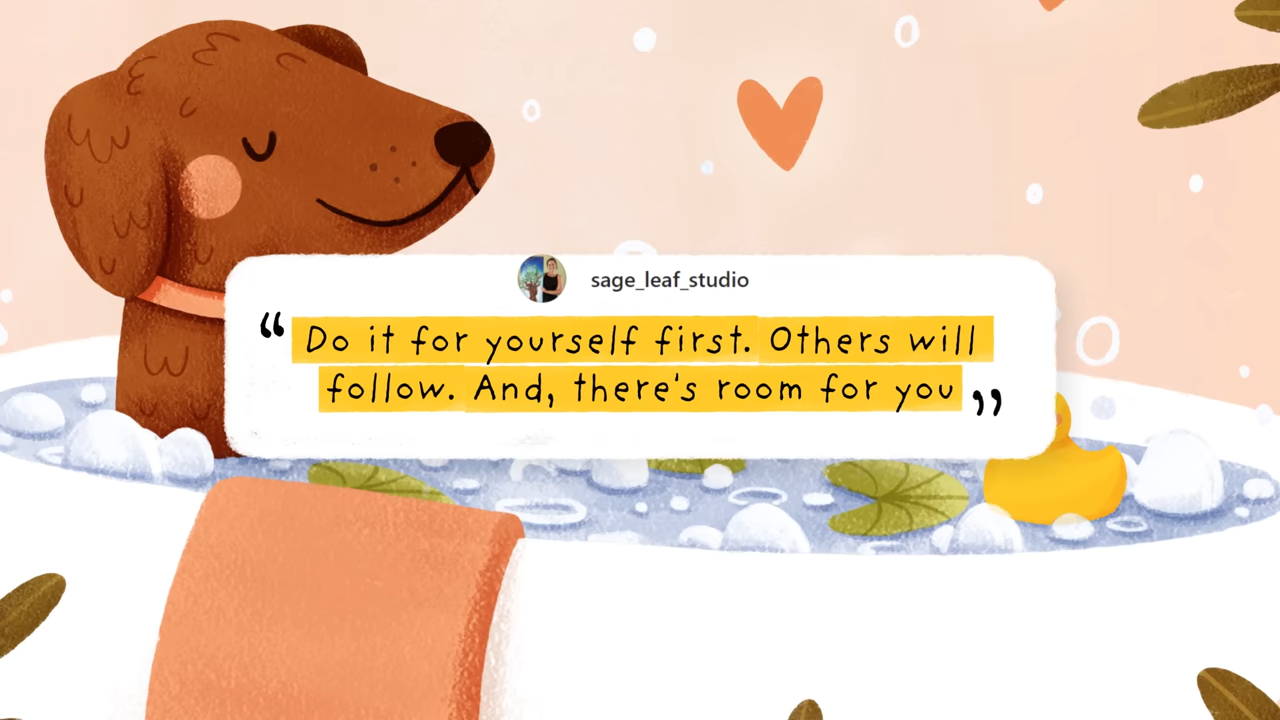 sage_leaf_studio
“Do it for yourself first. Others will
follow. And, there's room for you”